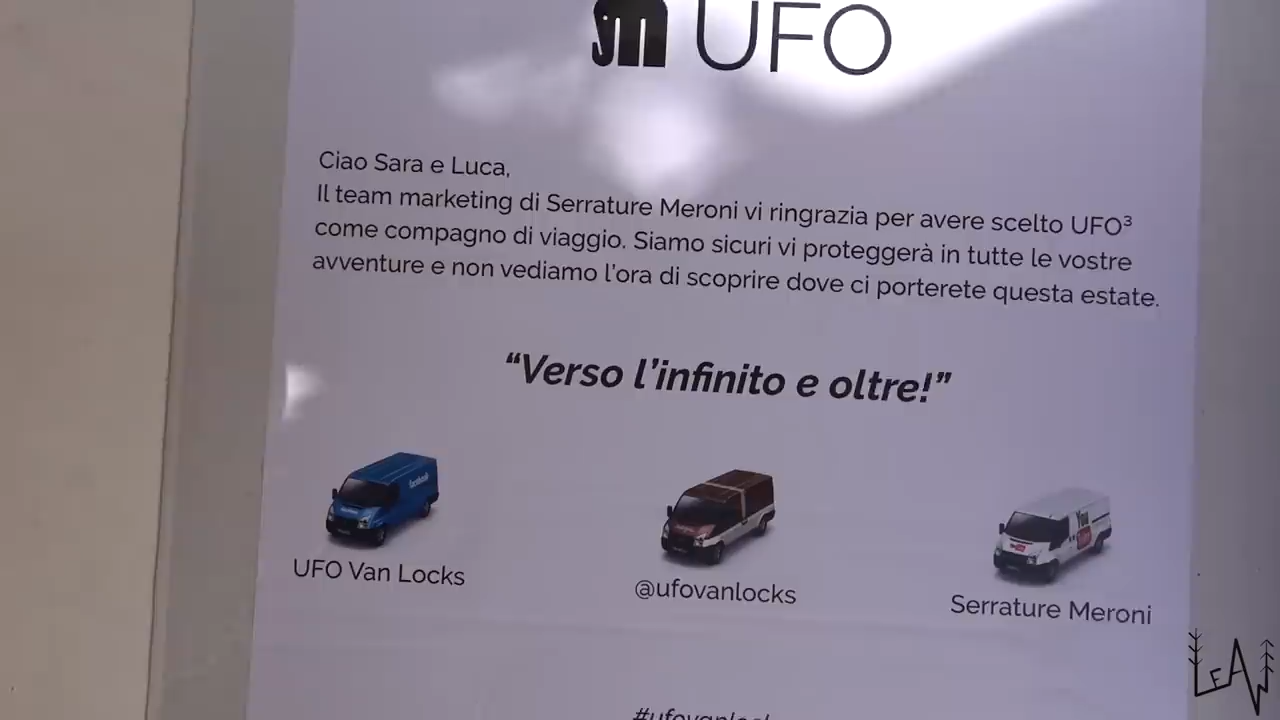 UFO
Ciao Sara e Luca,
Il team marketing di Serrature Meroni vi ringrazia per avere scelto UFO³
come compagno di viaggio. Siamo sicuri vi proteggerà in tutte le vostre
avventure e non vediamo l'ora di scoprire dove ci porterete questa estate.
“Verso l'infinito e oltre!”
facebook
You
UFO Van Locks
@ufovanlocks
Serrature Meroni